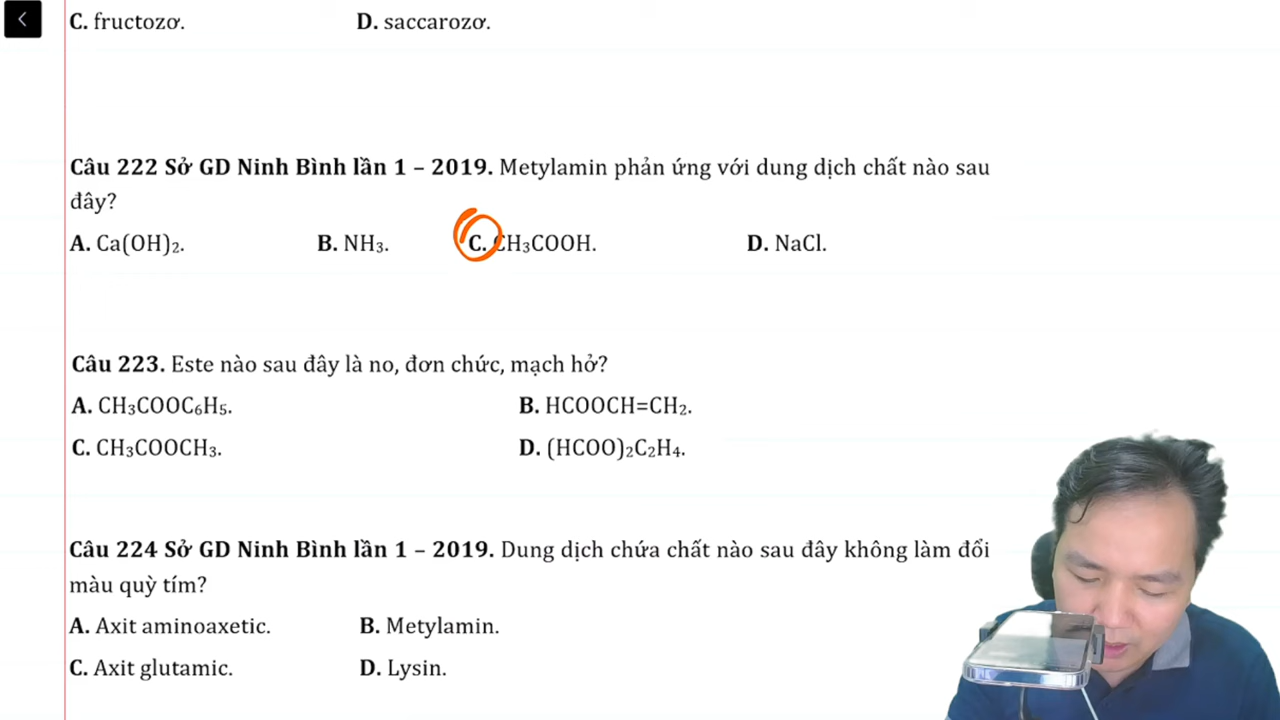 C. fructozơ. D. saccarozơ.
Câu 222 Sở GD Ninh Bình lần 1 – 2019. Metylamin phản ứng với dung dịch chất nào sau
đây?
A. Ca(OH)₂. B. NH₃. C. CH₃COOH. D. NaCl.
Câu 223. Este nào sau đây là no, đơn chức, mạch hở?
A. CH₃COOC₆H₅. B. HCOOCH=CH₂.
C. CH₃COOCH₃. D. (HCOO)₂C₂H₄.
Câu 224 Sở GD Ninh Bình lần 1 – 2019. Dung dịch chứa chất nào sau đây không làm đổi
màu quỳ tím?
A. Axit aminoaxetic. B. Metylamin.
C. Axit glutamic. D. Lysin.